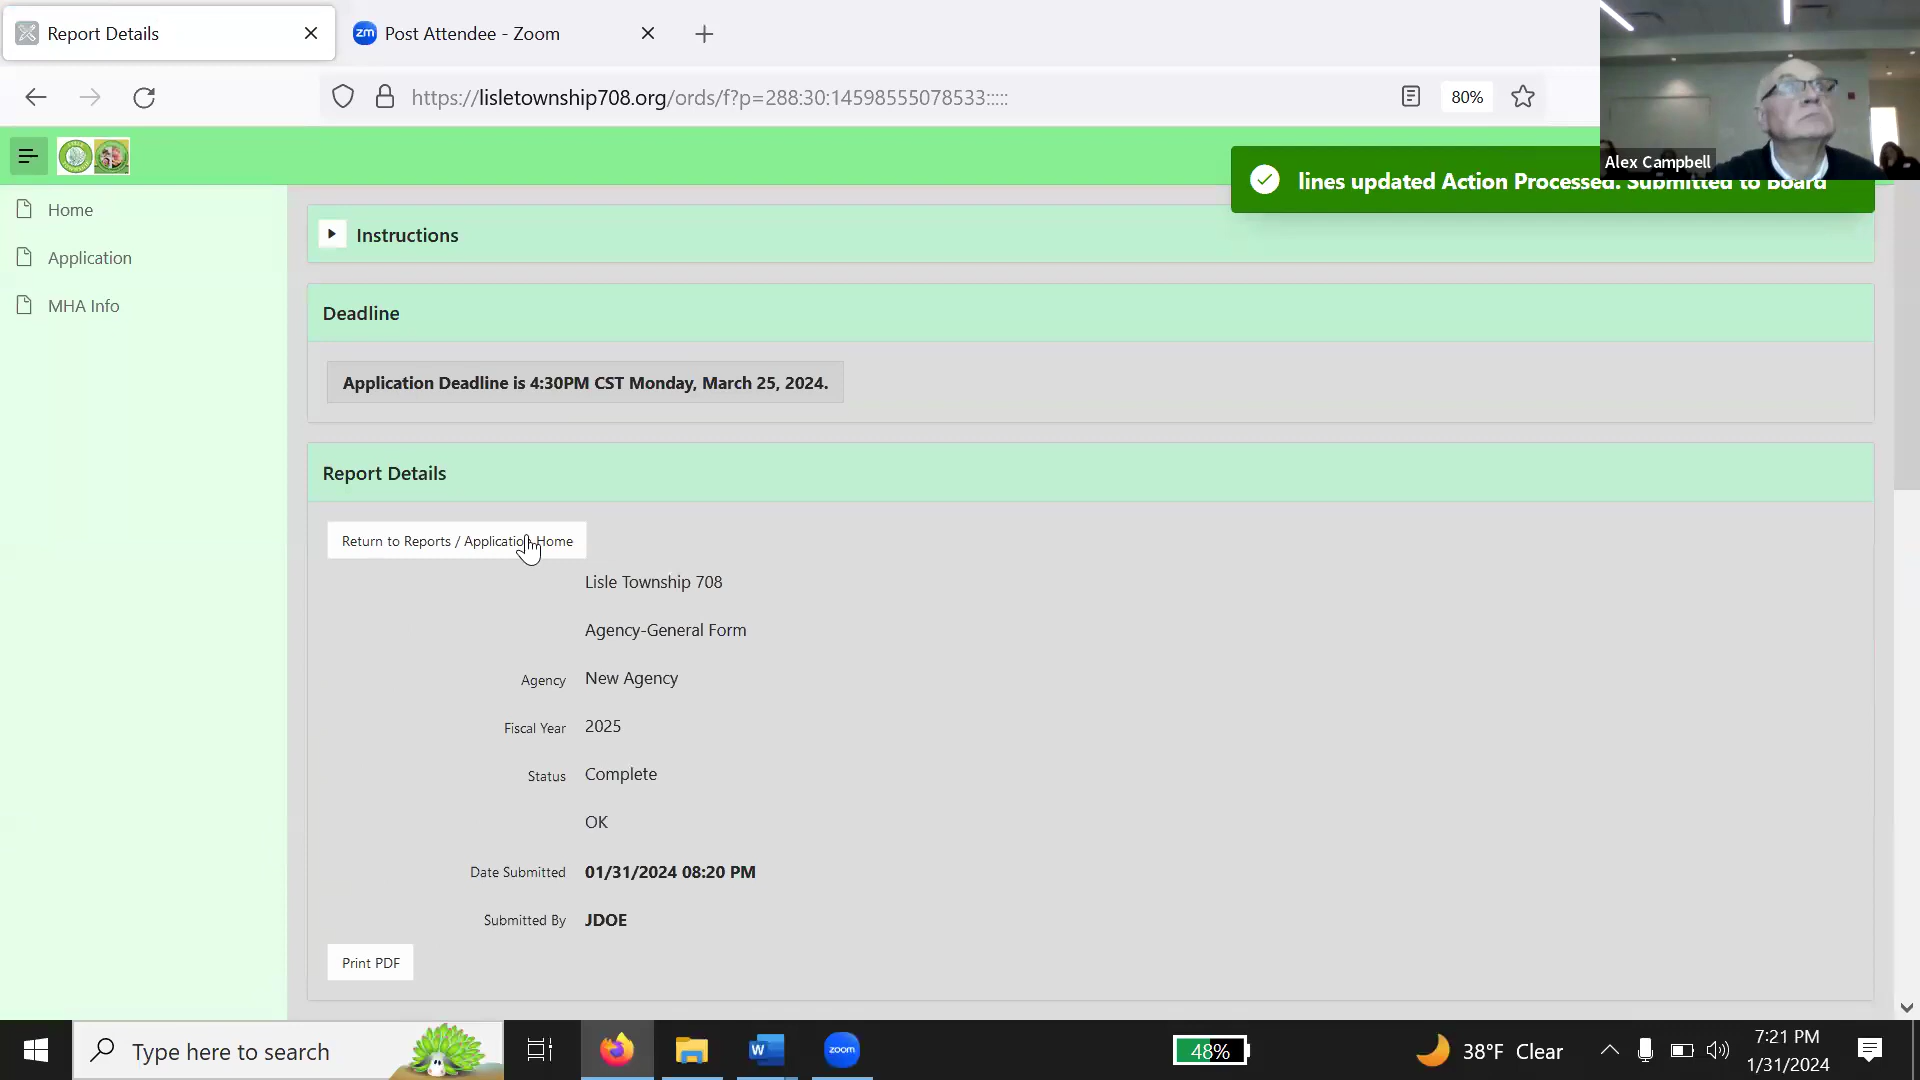 Report Details
zm Post Attendee - Zoom
https://lisletownship708.org/ords/f?p=288:30:14598555078533:::::
80%
Alex Campbell
lines updated Action Processed. Submitted to Board
Home
Application
MHA Info
Instructions
Deadline
Application Deadline is 4:30PM CST Monday, March 25, 2024.
Report Details
Return to Reports / Application Home
Lisle Township 708
Agency-General Form
Agency New Agency
Fiscal Year 2025
Status Complete
OK
Date Submitted 01/31/2024 08:20 PM
Submitted By JDOE
Print PDF
Type here to search
W
zoom
48%
38°F Clear
7:21 PM
1/31/2024